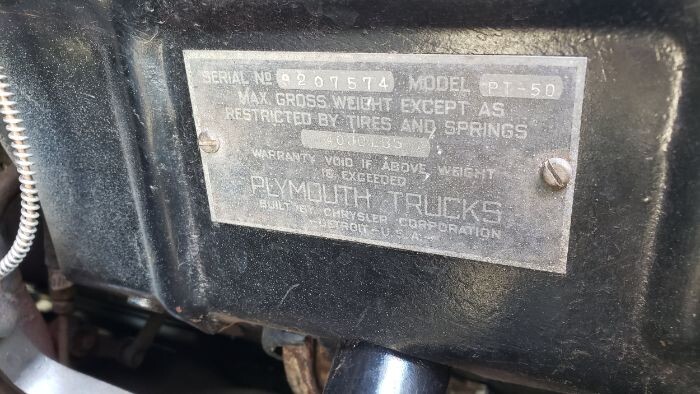 SERIAL No 9207574 MODEL PT-50
MAX. GROSS WEIGHT EXCEPT AS
RESTRICTED BY TIRES AND SPRINGS
WARRANTY VOID IF ABOVE WEIGHT
IS EXCEEDED
PLYMOUTH TRUCKS
BUILT BY CHRYSLER CORPORATION
DETROIT-U.S.A.